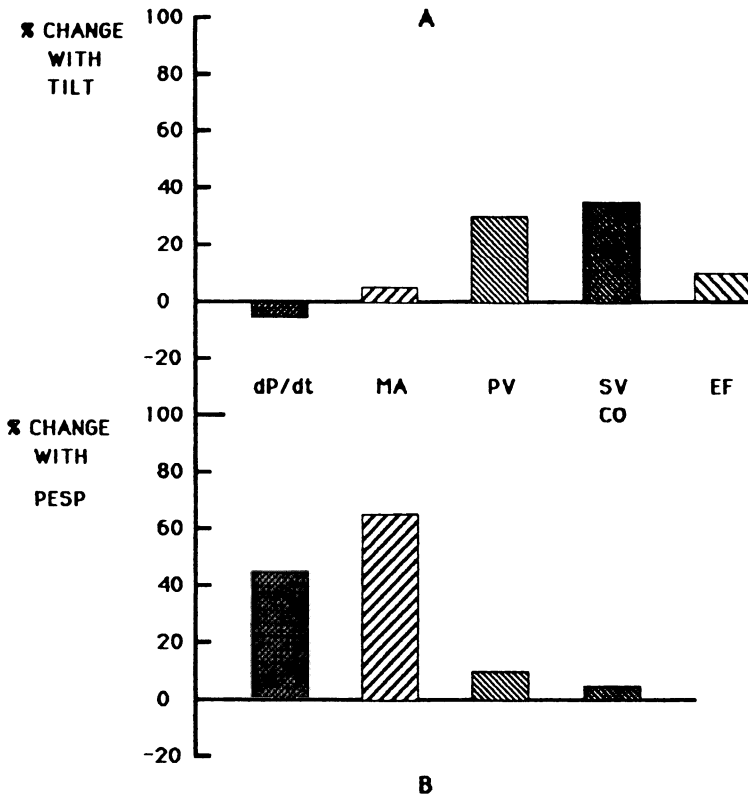 A
% CHANGE
WITH
TILT
100
80
60
40
20
0
-20
dP/dt MA PV SV EF
CO
% CHANGE
WITH
PESP
100
80
60
40
20
0
-20
B